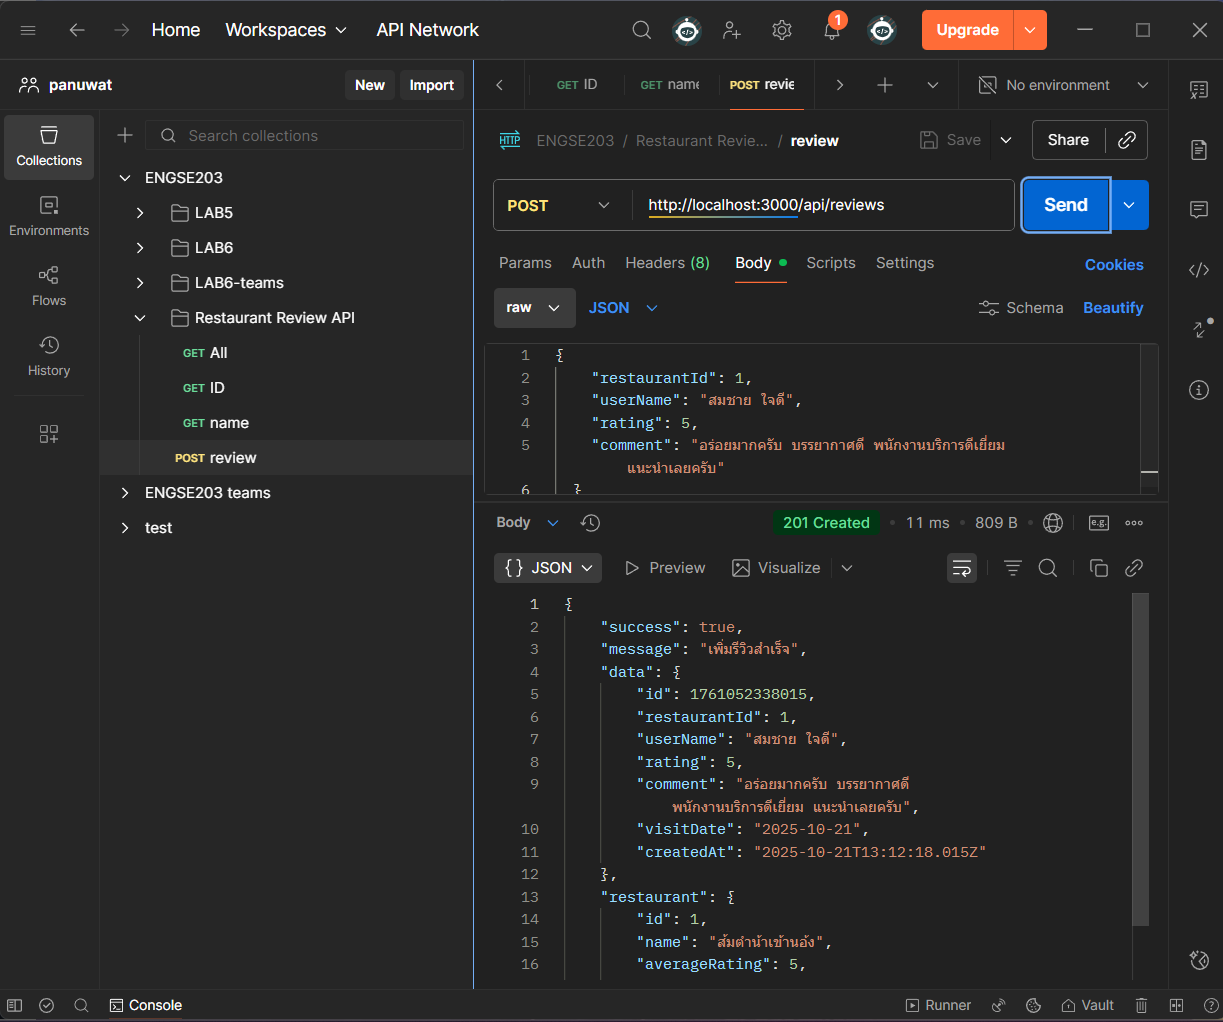 Home Workspaces API Network 1 Upgrade
panuwat New Import
GET ID GET name POST revie No environment
Search collections
Collections
Environments
Flows
History
ENGSE203
LAB5
LAB6
LAB6-teams
Restaurant Review API
GET All
GET ID
GET name
POST review
ENGSE203 teams
test
HTTP ENGSE203 / Restaurant Revie... / review Save Share
POST http://localhost:3000/api/reviews Send
Params Auth Headers (8) Body Scripts Settings Cookies
raw JSON Schema Beautify
1 {
2 "restaurantId": 1,
3 "userName": "สมชาย ใจดี",
4 "rating": 5,
5 "comment": "อร่อยมากครับ บรรยากาศดี พนักงานบริการดีเยี่ยม
แนะนำเลยครับ"
6 }
Body 201 Created • 11 ms • 809 B e.g.
{} JSON Preview Visualize
1 {
2 "success": true,
3 "message": "เพิ่มรีวิวสำเร็จ",
4 "data": {
5 "id": 1761052338015,
6 "restaurantId": 1,
7 "userName": "สมชาย ใจดี",
8 "rating": 5,
9 "comment": "อร่อยมากครับ บรรยากาศดี
พนักงานบริการดีเยี่ยม แนะนำเลยครับ",
10 "visitDate": "2025-10-21",
11 "createdAt": "2025-10-21T13:12:18.015Z"
12 },
13 "restaurant": {
14 "id": 1,
15 "name": "ส้มตำน้าเข้านอ้ง",
16 "averageRating": 5,
Console Runner Vault